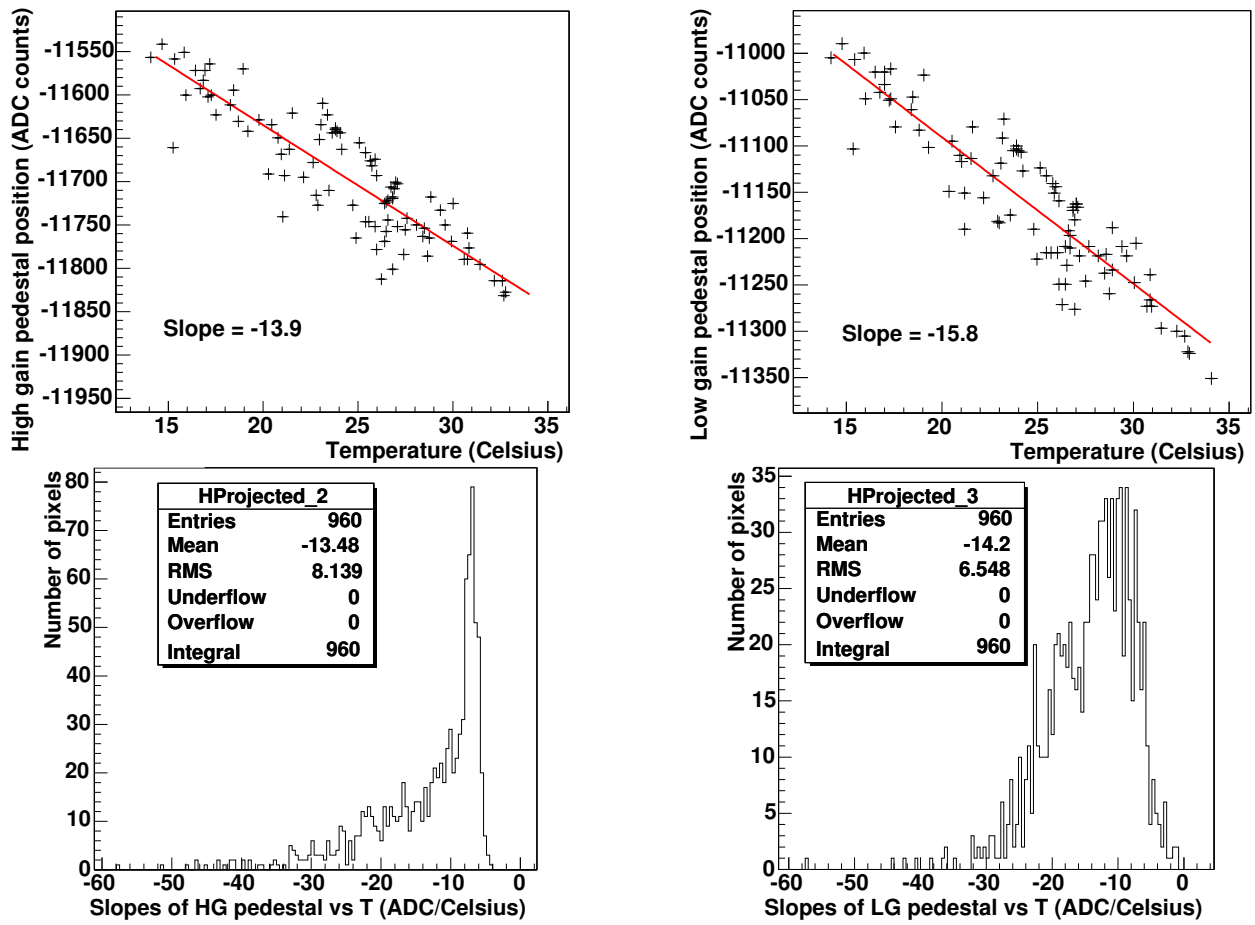 High gain pedestal position (ADC counts)
-11550
-11600
-11650
-11700
-11750
-11800
-11850
-11900
-11950
Slope = -13.9
15 20 25 30 35
Temperature (Celsius)
Low gain pedestal position (ADC counts)
-11000
-11050
-11100
-11150
-11200
-11250
-11300
-11350
Slope = -15.8
15 20 25 30 35
Temperature (Celsius)
Number of pixels
80
70
60
50
40
30
20
10
0
HProjected_2
Entries 960
Mean -13.48
RMS 8.139
Underflow 0
Overflow 0
Integral 960
-60 -50 -40 -30 -20 -10 0
Slopes of HG pedestal vs T (ADC/Celsius)
Number of pixels
35
30
25
20
15
10
5
0
HProjected_3
Entries 960
Mean -14.2
RMS 6.548
Underflow 0
Overflow 0
Integral 960
-60 -50 -40 -30 -20 -10 0
Slopes of LG pedestal vs T (ADC/Celsius)